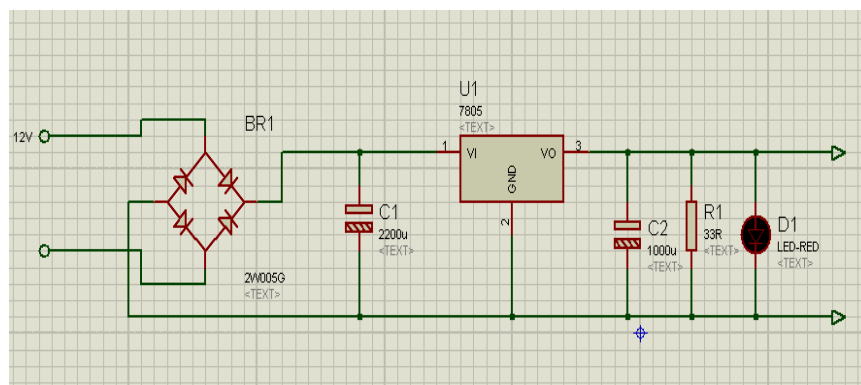 U1
7805
<TEXT>
BR1
12V
1
VI
VO
3
GND
2
C1
2200u
<TEXT>
C2
1000u
<TEXT>
R1
33R
<TEXT>
D1
LED-RED
<TEXT>
2W005G
<TEXT>